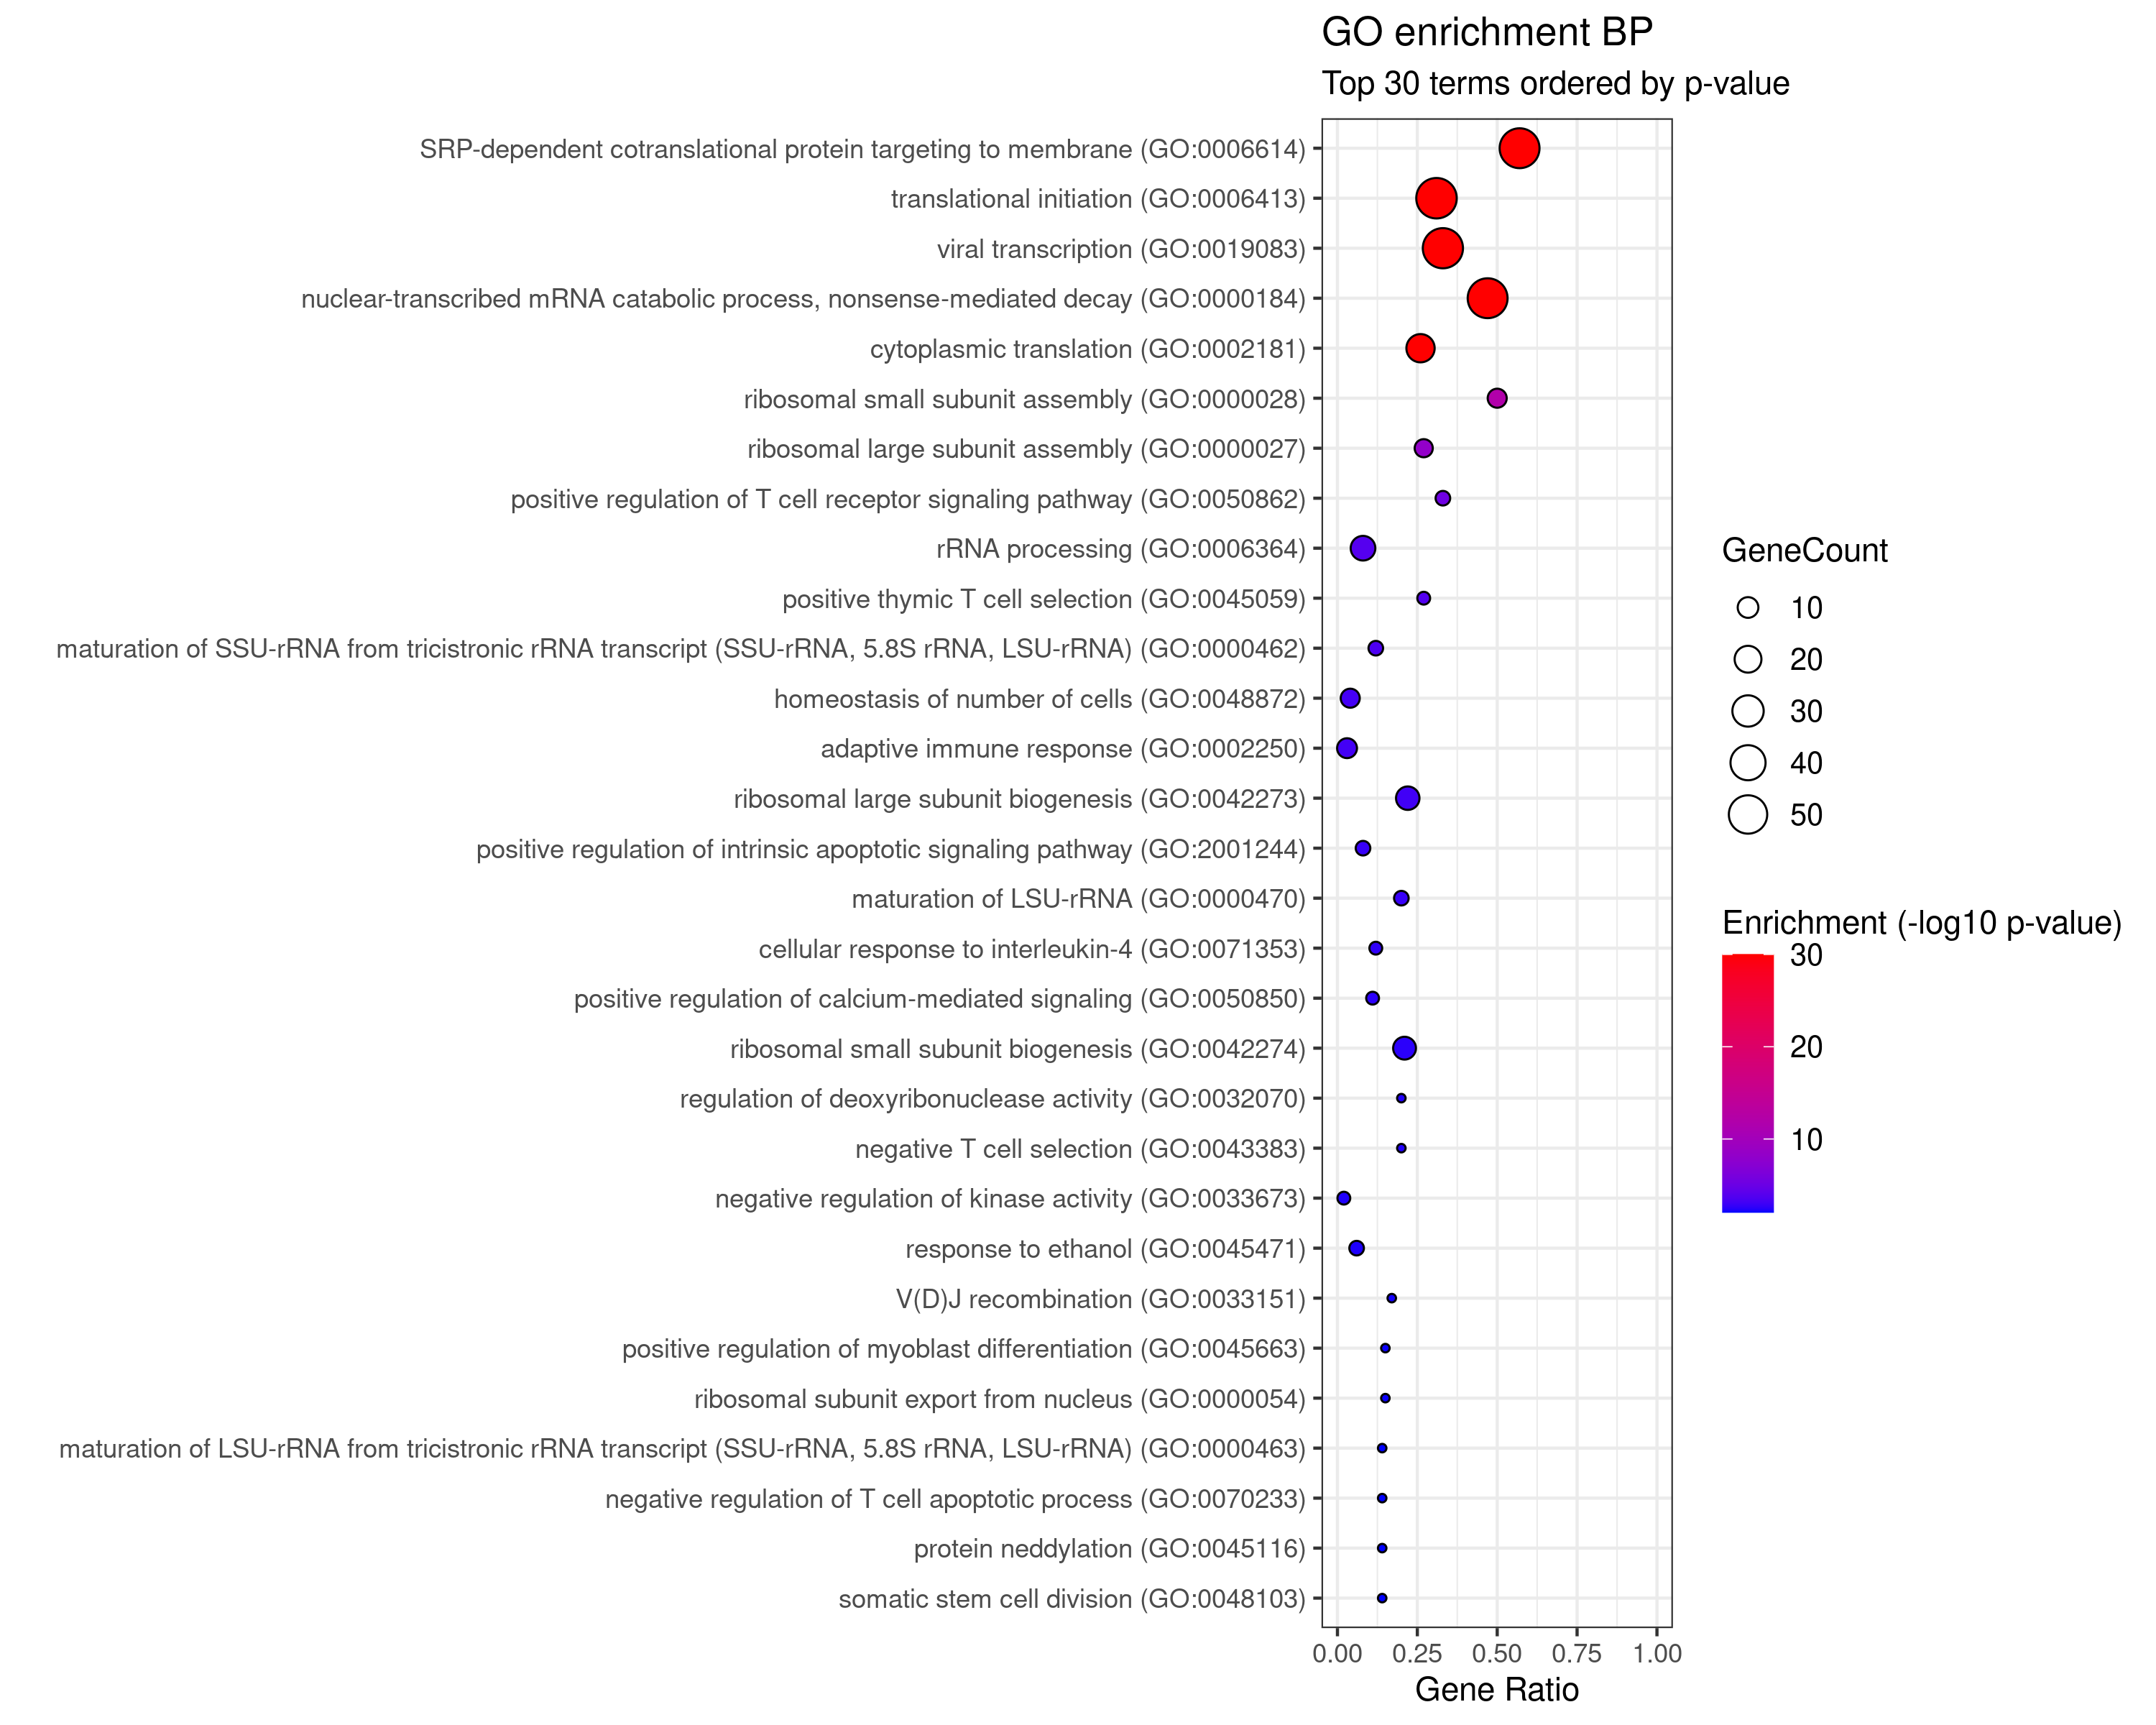 GO enrichment BP
Top 30 terms ordered by p-value
SRP-dependent cotranslational protein targeting to membrane (GO:0006614)
translational initiation (GO:0006413)
viral transcription (GO:0019083)
nuclear-transcribed mRNA catabolic process, nonsense-mediated decay (GO:0000184)
cytoplasmic translation (GO:0002181)
ribosomal small subunit assembly (GO:0000028)
ribosomal large subunit assembly (GO:0000027)
positive regulation of T cell receptor signaling pathway (GO:0050862)
rRNA processing (GO:0006364)
positive thymic T cell selection (GO:0045059)
maturation of SSU-rRNA from tricistronic rRNA transcript (SSU-rRNA, 5.8S rRNA, LSU-rRNA) (GO:0000462)
homeostasis of number of cells (GO:0048872)
adaptive immune response (GO:0002250)
ribosomal large subunit biogenesis (GO:0042273)
positive regulation of intrinsic apoptotic signaling pathway (GO:2001244)
maturation of LSU-rRNA (GO:0000470)
cellular response to interleukin-4 (GO:0071353)
positive regulation of calcium-mediated signaling (GO:0050850)
ribosomal small subunit biogenesis (GO:0042274)
regulation of deoxyribonuclease activity (GO:0032070)
negative T cell selection (GO:0043383)
negative regulation of kinase activity (GO:0033673)
response to ethanol (GO:0045471)
V(D)J recombination (GO:0033151)
positive regulation of myoblast differentiation (GO:0045663)
ribosomal subunit export from nucleus (GO:0000054)
maturation of LSU-rRNA from tricistronic rRNA transcript (SSU-rRNA, 5.8S rRNA, LSU-rRNA) (GO:0000463)
negative regulation of T cell apoptotic process (GO:0070233)
protein neddylation (GO:0045116)
somatic stem cell division (GO:0048103)
0.00 0.25 0.50 0.75 1.00
Gene Ratio
GeneCount
10
20
30
40
50
Enrichment (-log10 p-value)
30
20
10